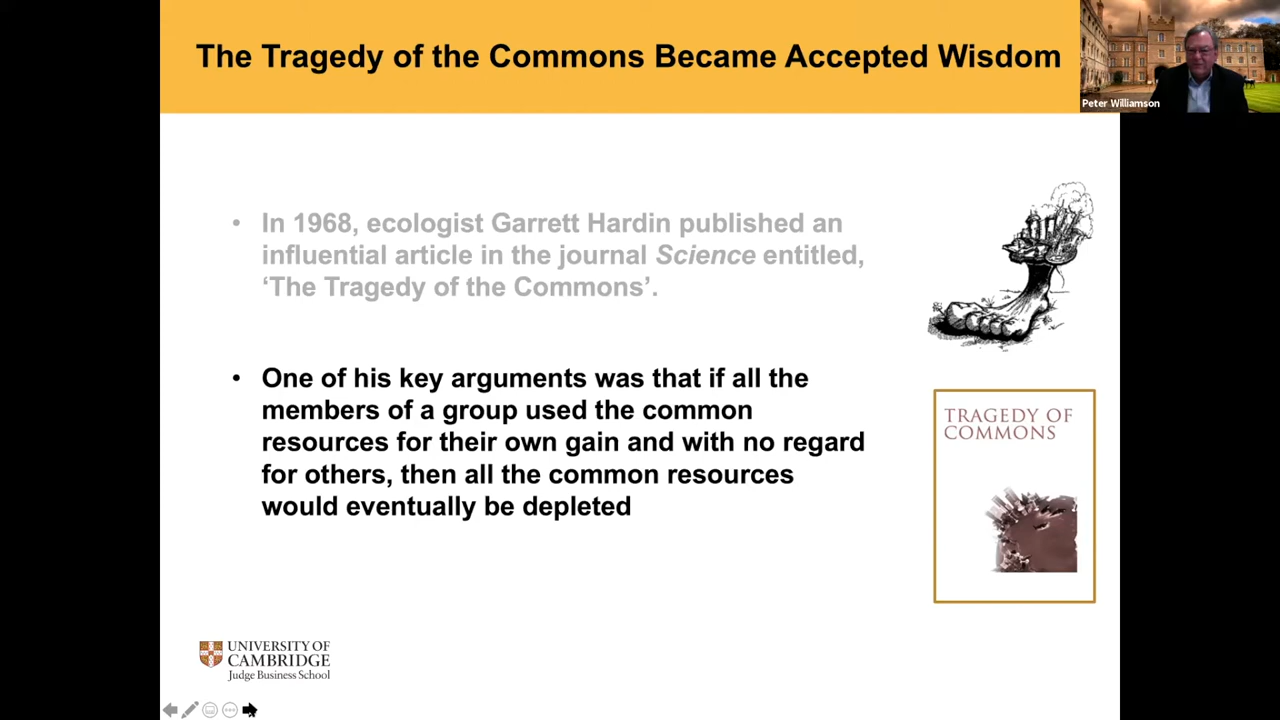 The Tragedy of the Commons Became Accepted Wisdom
Peter Williamson
• In 1968, ecologist Garrett Hardin published an
influential article in the journal Science entitled,
‘The Tragedy of the Commons’.
• One of his key arguments was that if all the
members of a group used the common
resources for their own gain and with no regard
for others, then all the common resources
would eventually be depleted
TRAGEDY OF
COMMONS
UNIVERSITY OF
CAMBRIDGE
Judge Business School